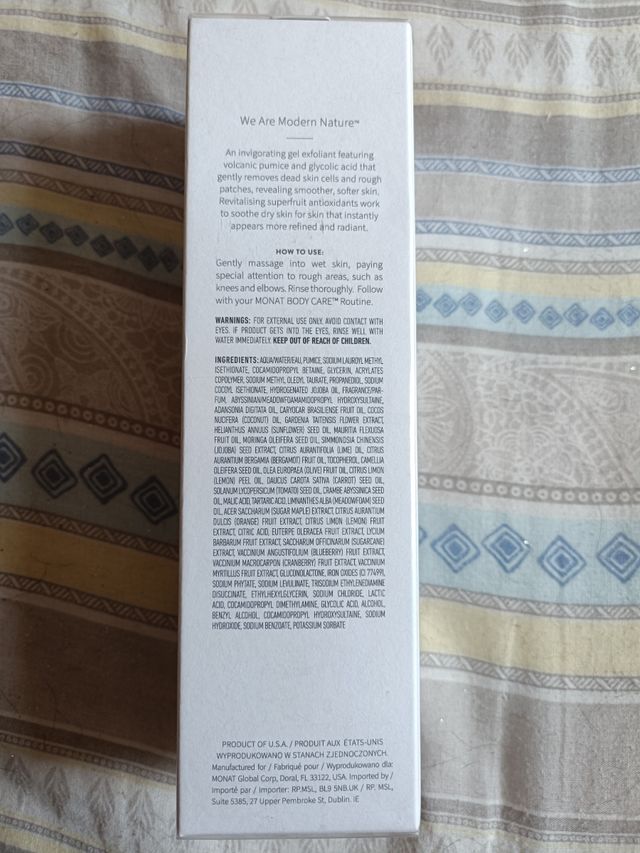 We Are Modern Nature™
An invigorating gel exfoliant featuring
volcanic pumice and glycolic acid that
gently removes dead skin cells and rough
patches, revealing smoother, softer skin.
Revitalising superfruit antioxidants work
to soothe dry skin for skin that instantly
appears more refined and radiant.
HOW TO USE:
Gently massage into wet skin, paying
special attention to rough areas, such as
knees and elbows. Rinse thoroughly. Follow
with your MONAT BODY CARE™ Routine.
WARNINGS: FOR EXTERNAL USE ONLY. AVOID CONTACT WITH
EYES. IF PRODUCT GETS INTO THE EYES, RINSE WELL WITH
WATER IMMEDIATELY. KEEP OUT OF REACH OF CHILDREN.
INGREDIENTS: AQUA/WATER/EAU, PUMICE, SODIUM LAUROYL METHYL
ISETHIONATE, COCAMIDOPROPYL BETAINE, GLYCERIN, ACRYLATES
COPOLYMER, SODIUM METHYL OLEOYL TAURATE, PROPANEDIOL, SODIUM
COCOYL ISETHIONATE, HYDROGENATED JOJOBA OIL, FRAGRANCE/PAR-
FUM, ABYSSINIAN/MEADOWFOAMAMIDOPROPYL HYDROXYSULTAINE,
ADANSONIA DIGITATA OIL, CARYOCAR BRASILIENSE FRUIT OIL, COCOS
NUCIFERA (COCONUT) OIL, GARDENIA TAITENSIS FLOWER EXTRACT,
HELIANTHUS ANNUUS (SUNFLOWER) SEED OIL, MAURITIA FLEXUOSA
FRUIT OIL, MORINGA OLEIFERA SEED OIL, SIMMONDSIA CHINENSIS
(JOJOBA) SEED EXTRACT, CITRUS AURANTIFOLIA (LIME) OIL, CITRUS
AURANTIUM BERGAMIA (BERGAMOT) FRUIT OIL, TOCOPHEROL, CAMELLIA
OLEIFERA SEED OIL, OLEA EUROPAEA (OLIVE) FRUIT OIL, CITRUS LIMON
(LEMON) PEEL OIL, DAUCUS CAROTA SATIVA (CARROT) SEED OIL,
SOLANUM LYCOPERSICUM (TOMATO) SEED OIL, CRAMBE ABYSSINICA SEED
OIL, MALIC ACID, TARTARIC ACID, LIMNANTHES ALBA (MEADOWFOAM) SEED
OIL, ACER SACCHARUM (SUGAR MAPLE) EXTRACT, CITRUS AURANTIUM
DULCIS (ORANGE) FRUIT EXTRACT, CITRUS LIMON (LEMON) FRUIT
EXTRACT, CITRIC ACID, EUTERPE OLERACEA FRUIT EXTRACT, LYCIUM
BARBARUM FRUIT EXTRACT, SACCHARUM OFFICINARUM (SUGARCANE)
EXTRACT, VACCINIUM ANGUSTIFOLIUM (BLUEBERRY) FRUIT EXTRACT,
VACCINIUM MACROCARPON (CRANBERRY) FRUIT EXTRACT, VACCINIUM
MYRTILLUS FRUIT EXTRACT, GLUCONOLACTONE, IRON OXIDES (CI 77499),
SODIUM PHYTATE, SODIUM LEVULINATE, TRISODIUM ETHYLENEDIAMINE
DISUCCINATE, ETHYLHEXYLGLYCERIN, SODIUM CHLORIDE, LACTIC
ACID, COCAMIDOPROPYL DIMETHYLAMINE, GLYCOLIC ACID, ALCOHOL,
BENZYL ALCOHOL, COCAMIDOPROPYL HYDROXYSULTAINE, SODIUM
HYDROXIDE, SODIUM BENZOATE, POTASSIUM SORBATE
PRODUCT OF U.S.A. / PRODUIT AUX ÉTATS-UNIS
WYPRODUKOWANO W STANACH ZJEDNOCZONYCH.
Manufactured for / Fabriqué pour / Wyprodukowano dla:
MONAT Global Corp, Doral, FL 33122, USA. Imported by /
Importé par / Importer: RP.MSL, BL9 5NB.UK / RP. MSL,
Suite 5385, 27 Upper Pembroke St, Dublin. IE